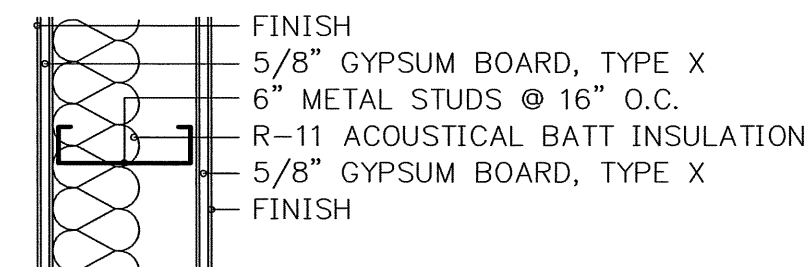 FINISH
5/8" GYPSUM BOARD, TYPE X
6" METAL STUDS @ 16" O.C.
R-11 ACOUSTICAL BATT INSULATION
5/8" GYPSUM BOARD, TYPE X
FINISH